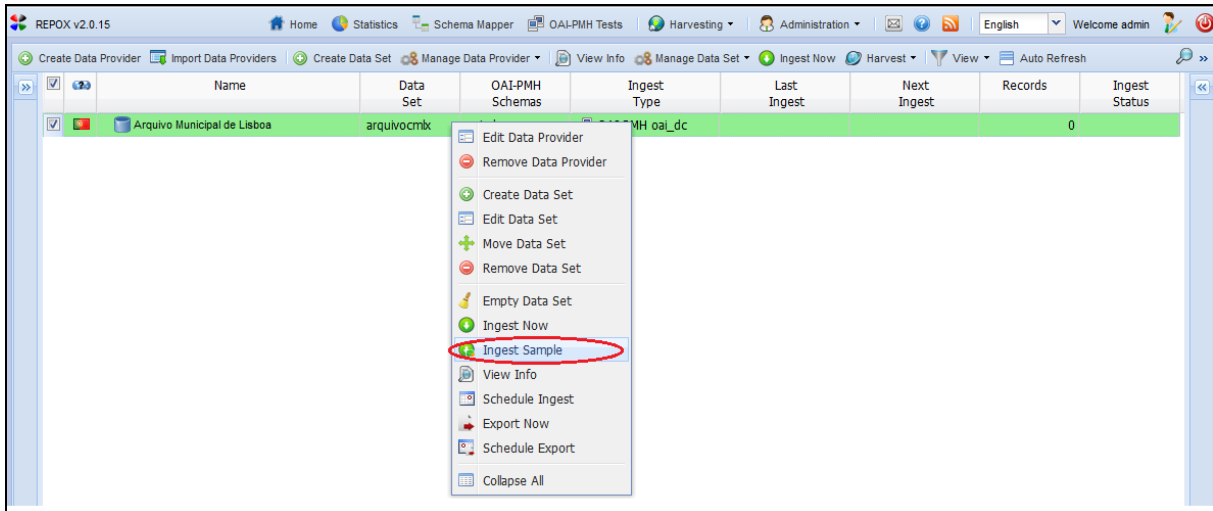 REPOX v2.0.15 Home Statistics Schema Mapper OAI-PMH Tests Harvesting Administration English Welcome admin
Create Data Provider Import Data Providers Create Data Set Manage Data Provider View Info Manage Data Set Ingest Now Harvest View Auto Refresh »
Name Data Set OAI-PMH Schemas Ingest Type Last Ingest Next Ingest Records Ingest Status
Arquivo Municipal de Lisboa arquivocmlx oai_dc 0
Edit Data Provider
Remove Data Provider
Create Data Set
Edit Data Set
Move Data Set
Remove Data Set
Empty Data Set
Ingest Now
Ingest Sample
View Info
Schedule Ingest
Export Now
Schedule Export
Collapse All